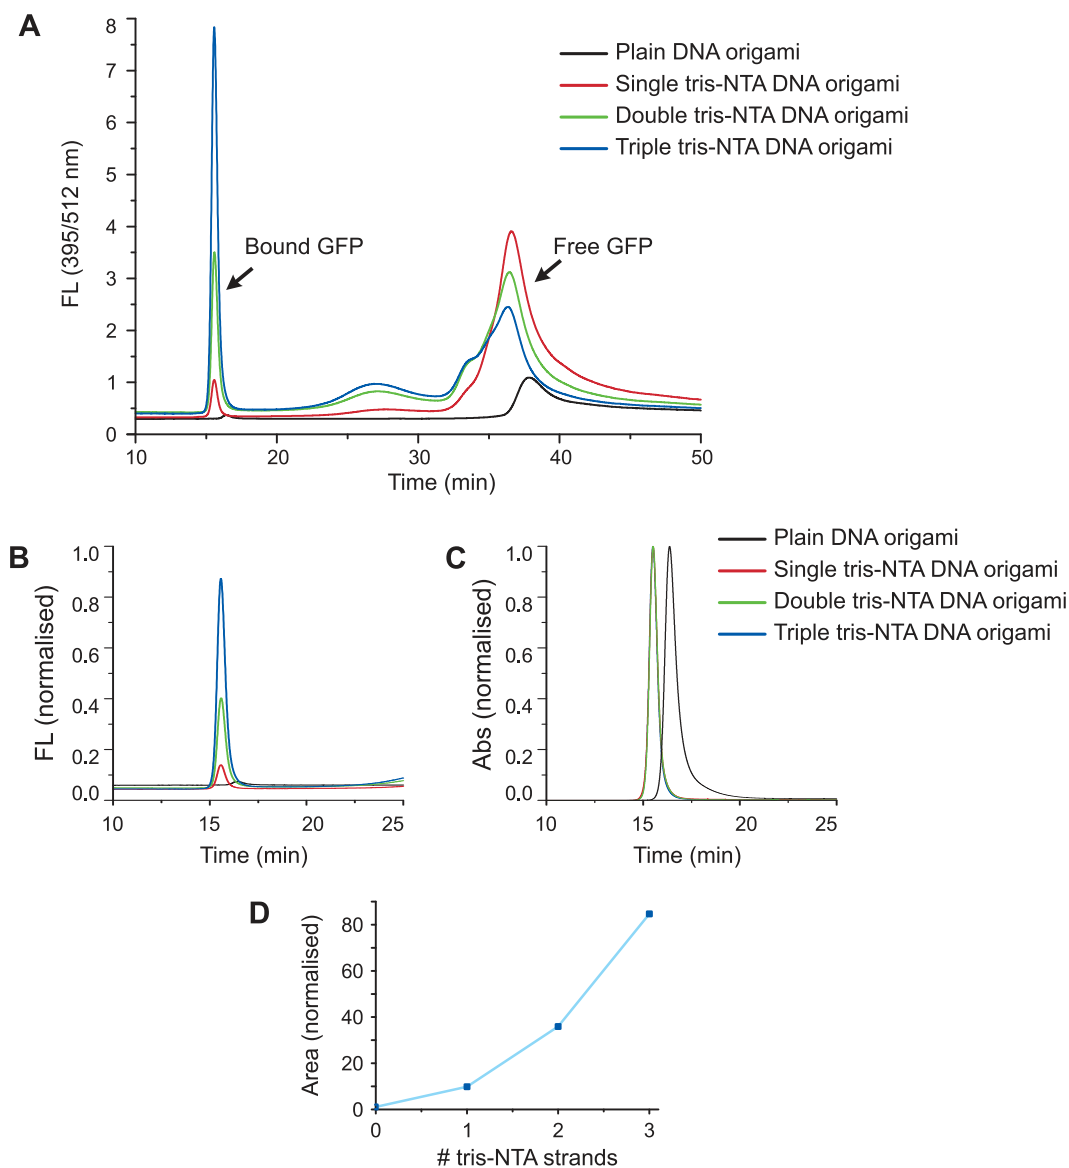 A
Plain DNA origami
Single tris-NTA DNA origami
Double tris-NTA DNA origami
Triple tris-NTA DNA origami
Bound GFP
Free GFP
FL (395/512 nm)
8
7
6
5
4
3
2
1
0
10 20 30 40 50
Time (min)
B
FL (normalised)
1.0
0.8
0.6
0.4
0.2
0.0
10 15 20 25
Time (min)
C
Abs (normalised)
1.0
0.8
0.6
0.4
0.2
0.0
10 15 20 25
Time (min)
Plain DNA origami
Single tris-NTA DNA origami
Double tris-NTA DNA origami
Triple tris-NTA DNA origami
D
Area (normalised)
80
60
40
20
0
0 1 2 3
# tris-NTA strands